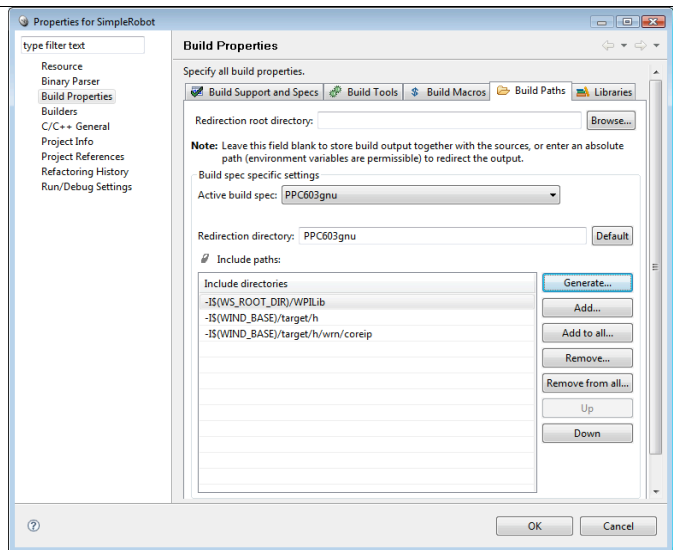 Properties for SimpleRobot
type filter text
Resource
Binary Parser
Build Properties
Builders
C/C++ General
Project Info
Project References
Refactoring History
Run/Debug Settings
Build Properties
Specify all build properties.
Build Support and Specs Build Tools $ Build Macros Build Paths Libraries
Redirection root directory: Browse...
Note: Leave this field blank to store build output together with the sources, or enter an absolute
path (environment variables are permissible) to redirect the output.
Build spec specific settings
Active build spec: PPC603gnu
Redirection directory: PPC603gnu Default
Include paths:
Include directories
-I$(WS_ROOT_DIR)/WPILib
-I$(WIND_BASE)/target/h
-I$(WIND_BASE)/target/h/wrn/coreip
Generate...
Add...
Add to all...
Remove...
Remove from all...
Up
Down
? OK Cancel